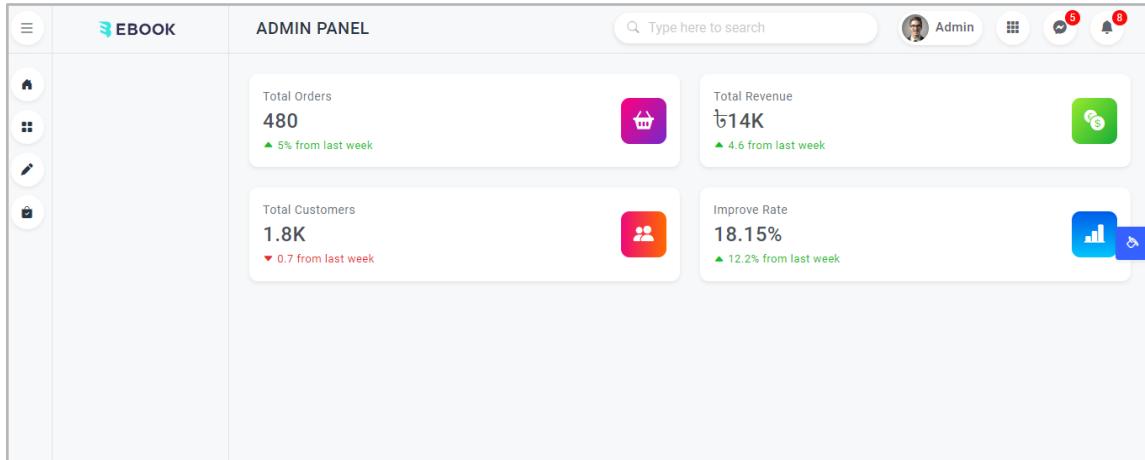 EBOOK
ADMIN PANEL
Type here to search
Admin
5
8
Total Orders
480
5% from last week
Total Revenue
৳14K
4.6 from last week
Total Customers
1.8K
0.7 from last week
Improve Rate
18.15%
12.2% from last week